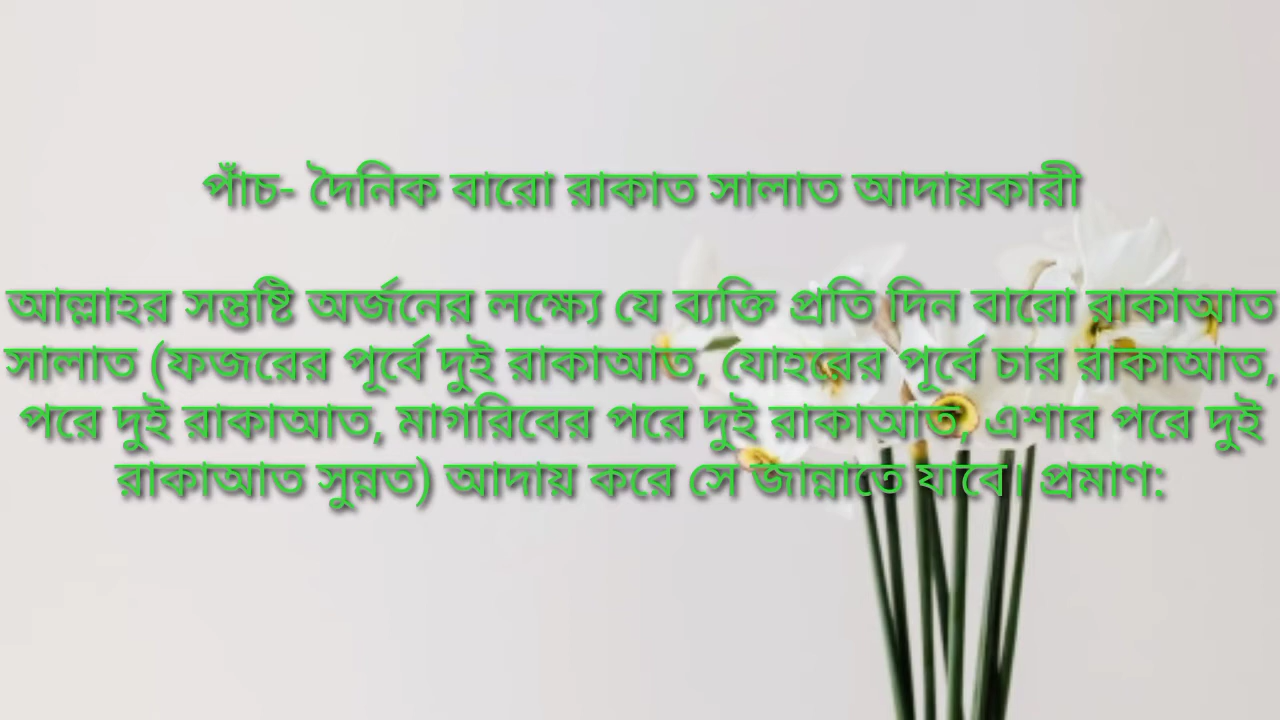 পাঁচ- দৈনিক বারো রাকাত সালাত আদায়কারী
আল্লাহর সন্তুষ্টি অর্জনের লক্ষ্যে যে ব্যক্তি প্রতি দিন বারো রাকাআত
সালাত (ফজরের পূর্বে দুই রাকাআত, যোহরের পূর্বে চার রাকাআত,
পরে দুই রাকাআত, মাগরিবের পরে দুই রাকাআত, এশার পরে দুই
রাকাআত সুন্নত) আদায় করে সে জান্নাতে যাবে। প্রমাণ: